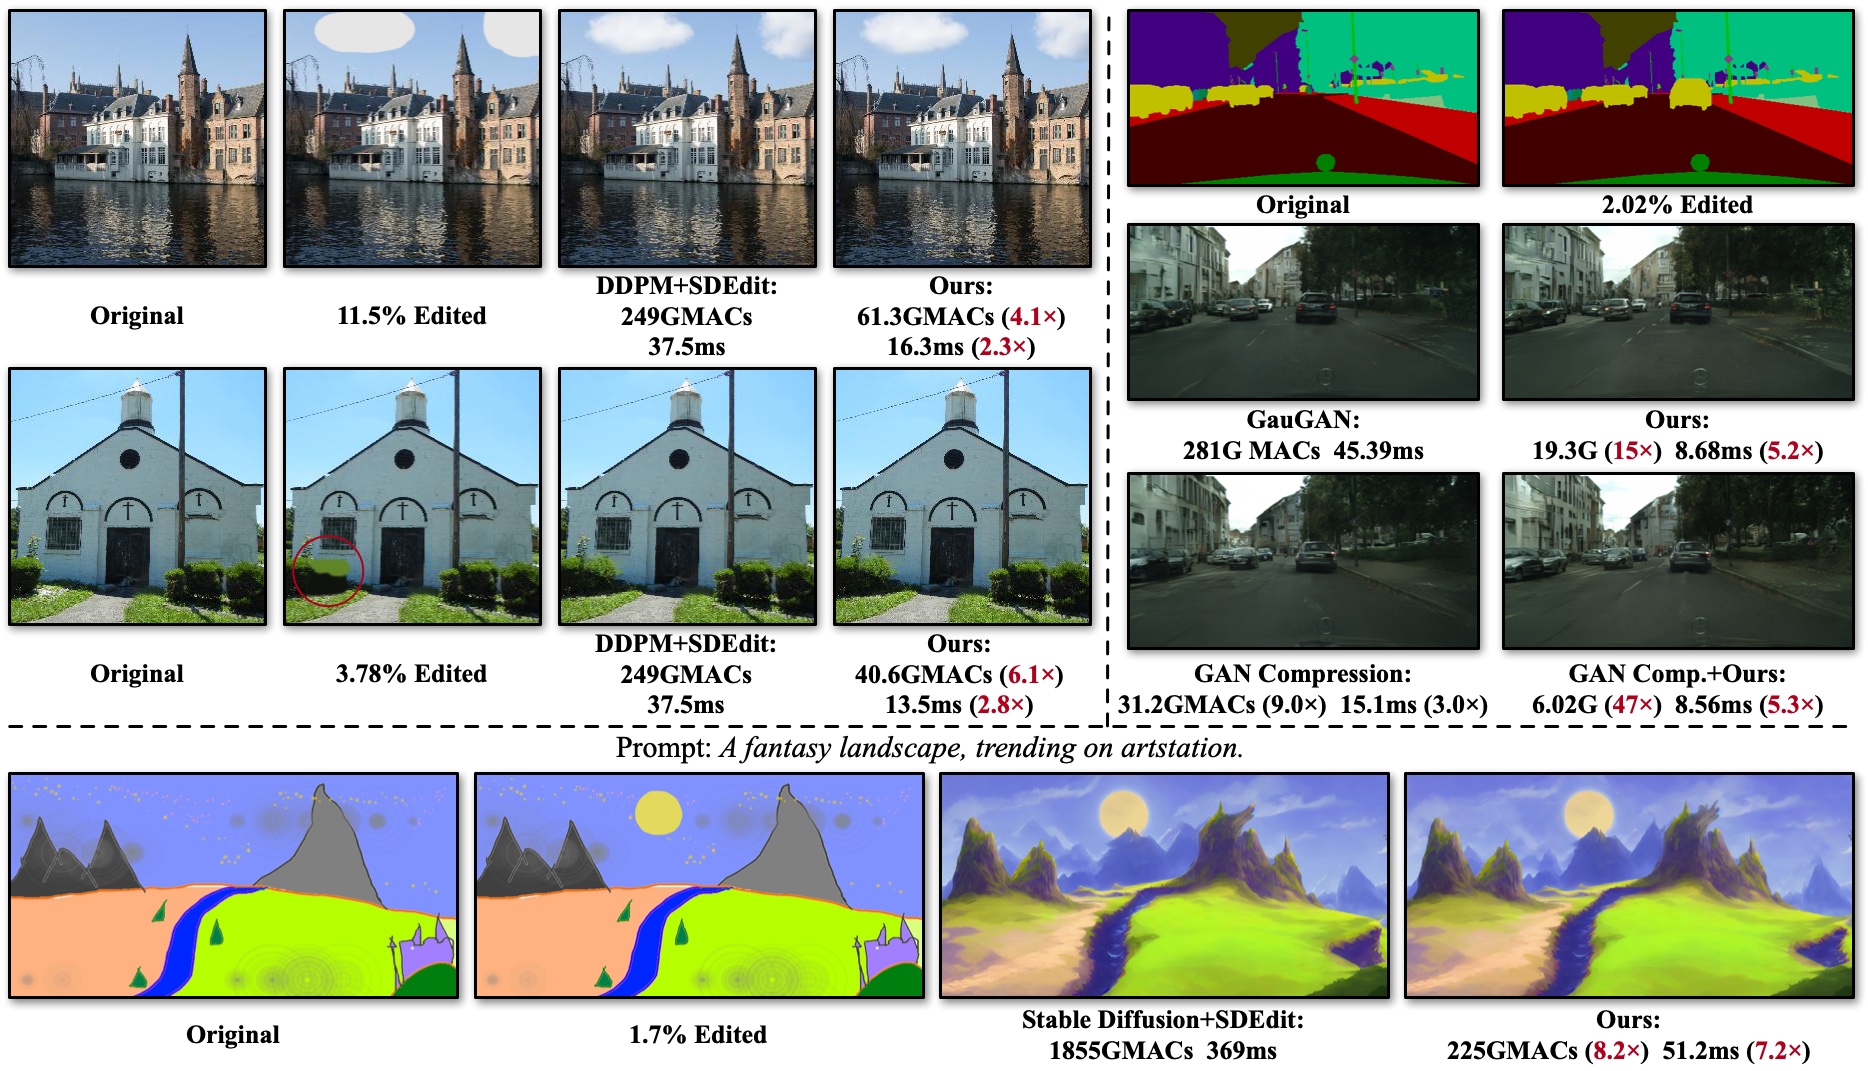 Original
11.5% Edited
DDPM+SDEdit:
249GMACs
37.5ms
Ours:
61.3GMACs (4.1×)
16.3ms (2.3×)
Original
3.78% Edited
DDPM+SDEdit:
249GMACs
37.5ms
Ours:
40.6GMACs (6.1×)
13.5ms (2.8×)
Original
2.02% Edited
GauGAN:
281G MACs 45.39ms
Ours:
19.3G (15×) 8.68ms (5.2×)
GAN Compression:
31.2GMACs (9.0×) 15.1ms (3.0×)
GAN Comp.+Ours:
6.02G (47×) 8.56ms (5.3×)
Prompt: A fantasy landscape, trending on artstation.
Original
1.7% Edited
Stable Diffusion+SDEdit:
1855GMACs 369ms
Ours:
225GMACs (8.2×) 51.2ms (7.2×)